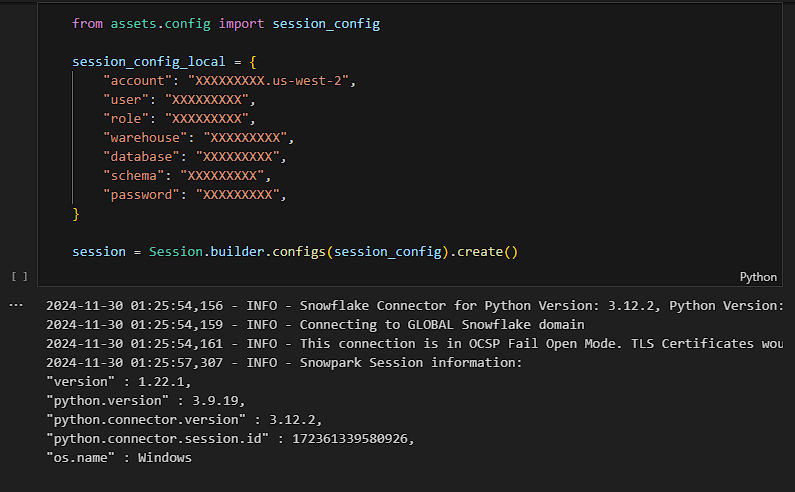 from assets.config import session_config
session_config_local = {
"account": "XXXXXXXXX.us-west-2",
"user": "XXXXXXXXX",
"role": "XXXXXXXXX",
"warehouse": "XXXXXXXXX",
"database": "XXXXXXXXX",
"schema": "XXXXXXXXX",
"password": "XXXXXXXXX",
}
session = Session.builder.configs(session_config).create()
[ ]
Python
...
2024-11-30 01:25:54,156 - INFO - Snowflake Connector for Python Version: 3.12.2, Python Version:
2024-11-30 01:25:54,159 - INFO - Connecting to GLOBAL Snowflake domain
2024-11-30 01:25:54,161 - INFO - This connection is in OCSP Fail Open Mode. TLS Certificates wou
2024-11-30 01:25:57,307 - INFO - Snowpark Session information:
"version" : 1.22.1,
"python.version" : 3.9.19,
"python.connector.version" : 3.12.2,
"python.connector.session.id" : 172361339580926,
"os.name" : Windows